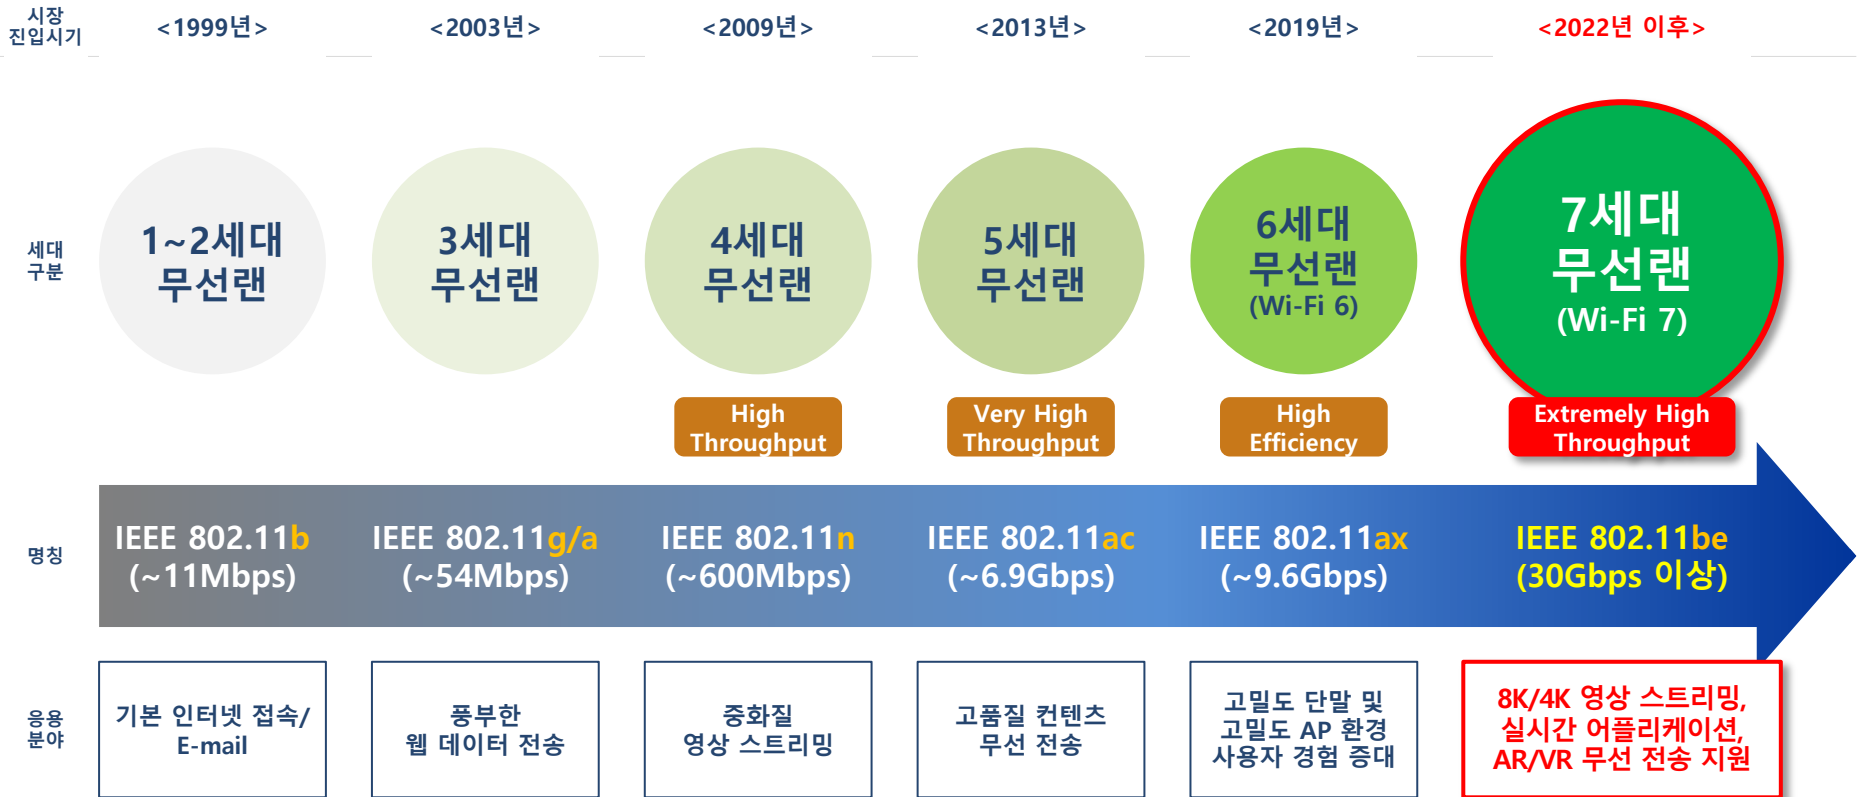 시장
진입시기
<1999년>
<2003년>
<2009년>
<2013년>
<2019년>
<2022년 이후>
세대
구분
1~2세대
무선랜
3세대
무선랜
4세대
무선랜
5세대
무선랜
6세대
무선랜
(Wi-Fi 6)
7세대
무선랜
(Wi-Fi 7)
High
Throughput
Very High
Throughput
High
Efficiency
Extremely High
Throughput
명칭
IEEE 802.11b
(~11Mbps)
IEEE 802.11g/a
(~54Mbps)
IEEE 802.11n
(~600Mbps)
IEEE 802.11ac
(~6.9Gbps)
IEEE 802.11ax
(~9.6Gbps)
IEEE 802.11be
(30Gbps 이상)
응용
분야
기본 인터넷 접속/
E-mail
풍부한
웹 데이터 전송
중화질
영상 스트리밍
고품질 컨텐츠
무선 전송
고밀도 단말 및
고밀도 AP 환경
사용자 경험 증대
8K/4K 영상 스트리밍,
실시간 어플리케이션,
AR/VR 무선 전송 지원